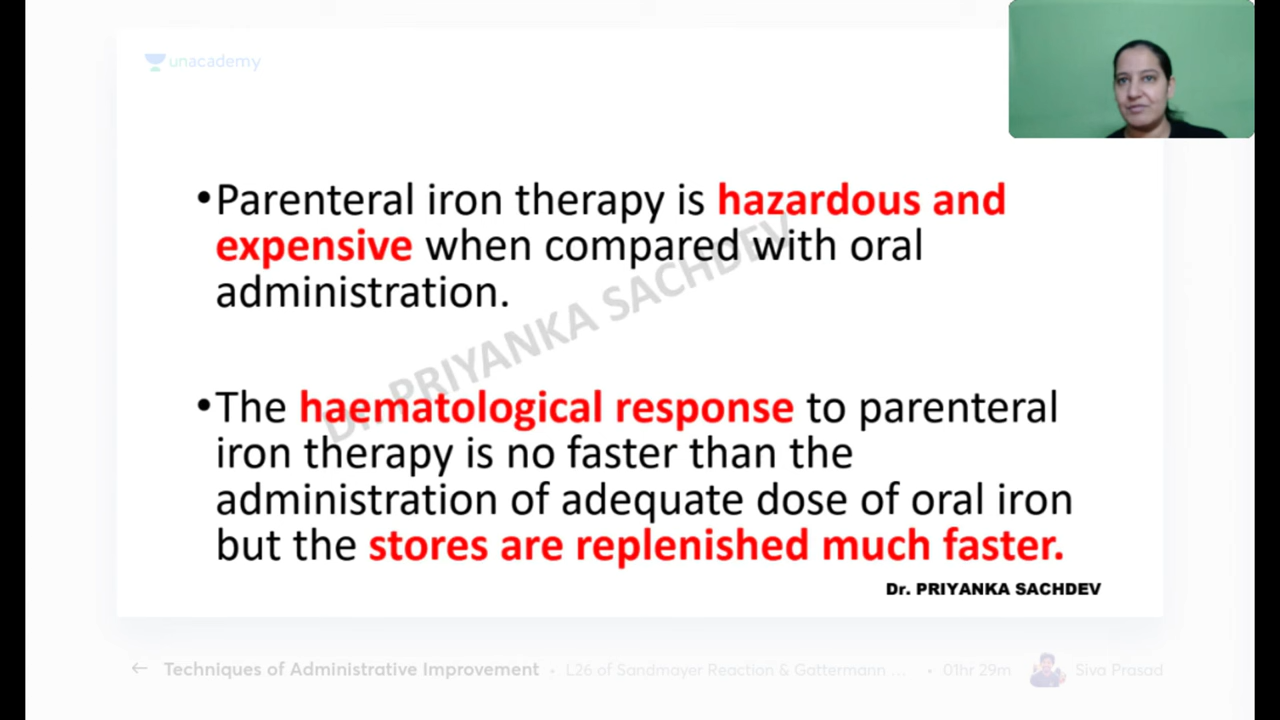 unacademy
•Parenteral iron therapy is hazardous and
expensive when compared with oral
administration.
DR. PRIYANKA SACHDEV
•The haematological response to parenteral
iron therapy is no faster than the
administration of adequate dose of oral iron
but the stores are replenished much faster.
Dr. PRIYANKA SACHDEV
← Techniques of Administrative Improvement • L26 of Sandmayer Reaction & Gattermann ... • 01hr 29m Siva Prasad